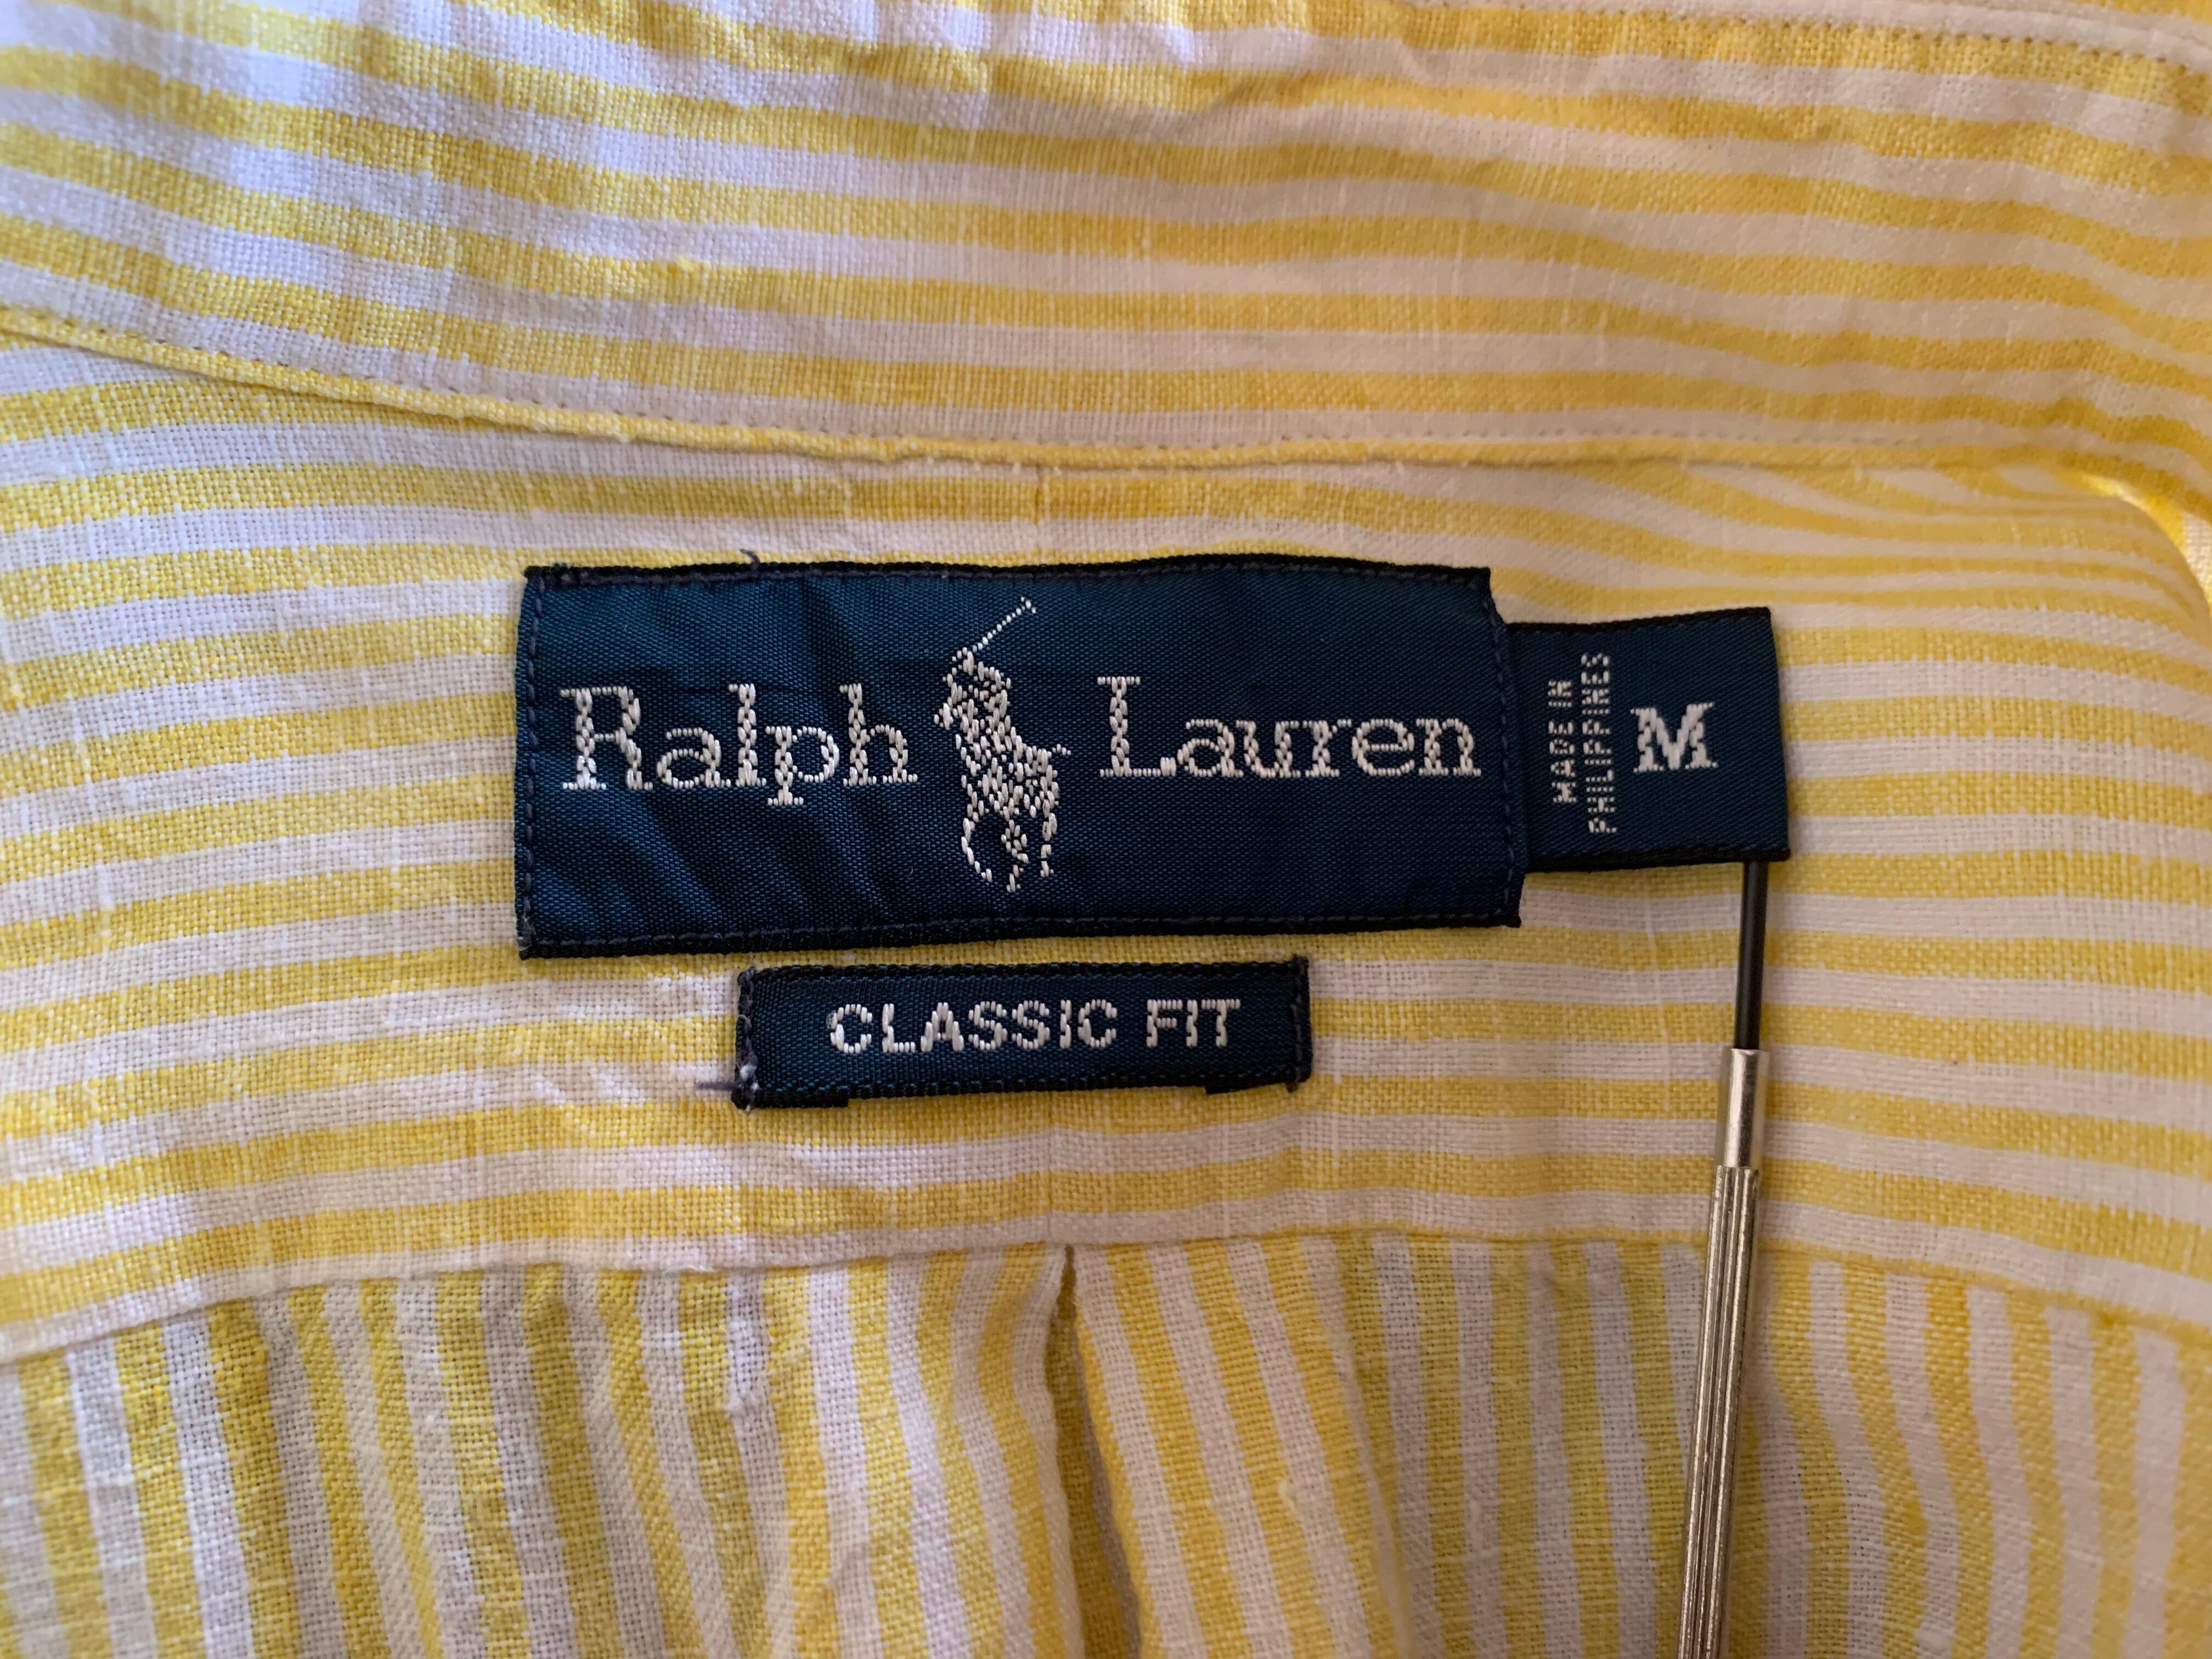 Ralph Lauren
MADE IN
PHILIPPINES
M
CLASSIC FIT